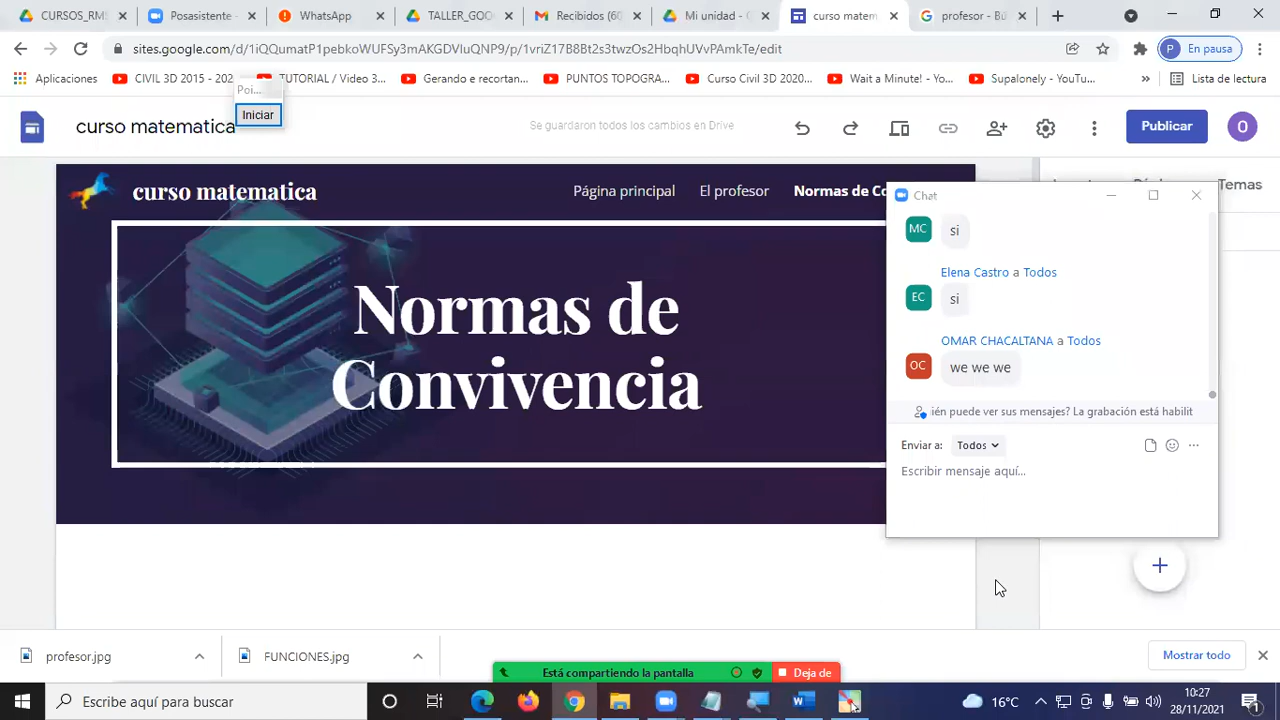 CURSOS_RMI
Posasistente -
WhatsApp
TALLER_GOO
Recibidos (60
Mi unidad - G
curso matem
profesor - Bú
sites.google.com/d/1iQQumatP1pebkoWUFSy3mAKGDVIuQNP9/p/1vriZ17B8Bt2s3twzOs2HbqhUVvPAmkTe/edit
P
En pausa
Aplicaciones
CIVIL 3D 2015 - 202
TUTORIAL / Video 3...
Gerando e recortan...
PUNTOS TOPOGRA...
Curso Civil 3D 2020...
Wait a Minute! - Yo...
Supalonely - YouTu...
»
Lista de lectura
Poi...
Iniciar
curso matematica
Se guardaron todos los cambios en Drive
Publicar
O
curso matematica
Página principal
El profesor
Normas de Co
Temas
Normas de
Convivencia
Chat
MC
si
Elena Castro a Todos
EC
si
OMAR CHACALTANA a Todos
OC
we we we
ién puede ver sus mensajes? La grabación está habilit
Enviar a:
Todos
Escribir mensaje aquí...
profesor.jpg
FUNCIONES.jpg
Mostrar todo
Está compartiendo la pantalla
Deja de
Escribe aquí para buscar
16°C
10:27
28/11/2021
1